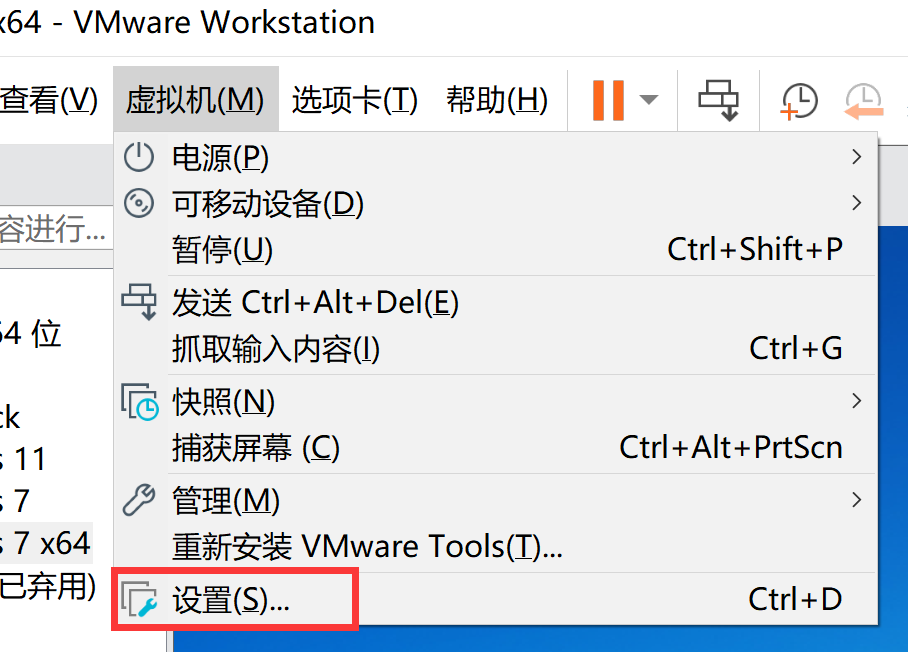 x64 - VMware Workstation
查看(V) 虚拟机(M) 选项卡(T) 帮助(H)
电源(P)
可移动设备(D)
暂停(U) Ctrl+Shift+P
容进行...
发送 Ctrl+Alt+Del(E)
64 位
抓取输入内容(I) Ctrl+G
快照(N)
ck
捕获屏幕 (C) Ctrl+Alt+PrtScn
s 11
管理(M)
s 7
重新安装 VMware Tools(T)...
s 7 x64
已弃用)
设置(S)... Ctrl+D